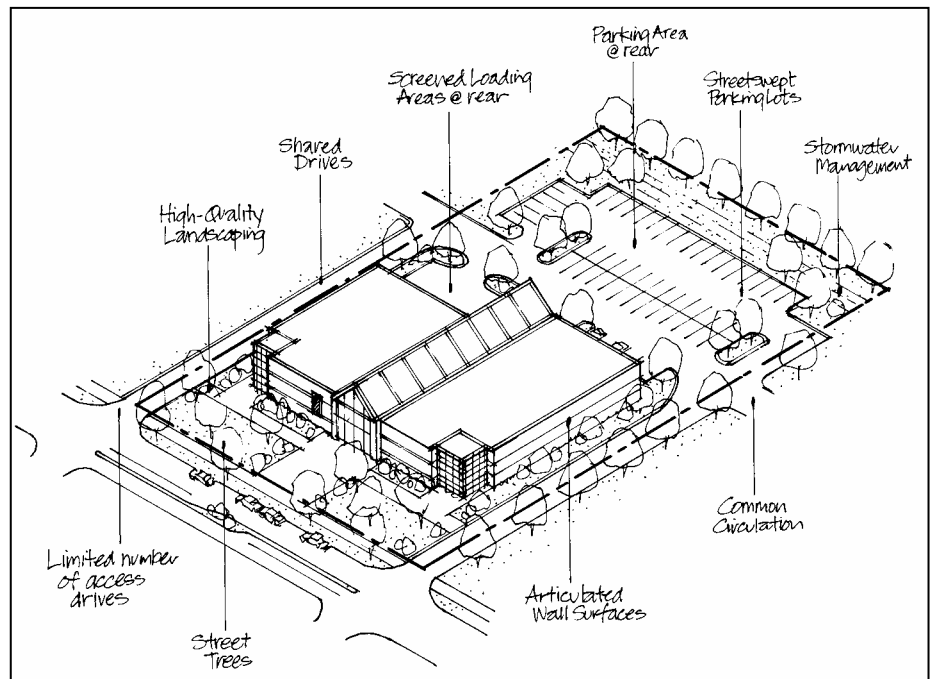 Parking Area
@ rear
Screened Loading
Areas @ rear
Streetswept
Parking Lots
Shared
Drives
Stormwater
Management
High-Quality
Landscaping
Common
Circulation
Limited number
of access
drives
Articulated
Wall Surfaces
Street
Trees